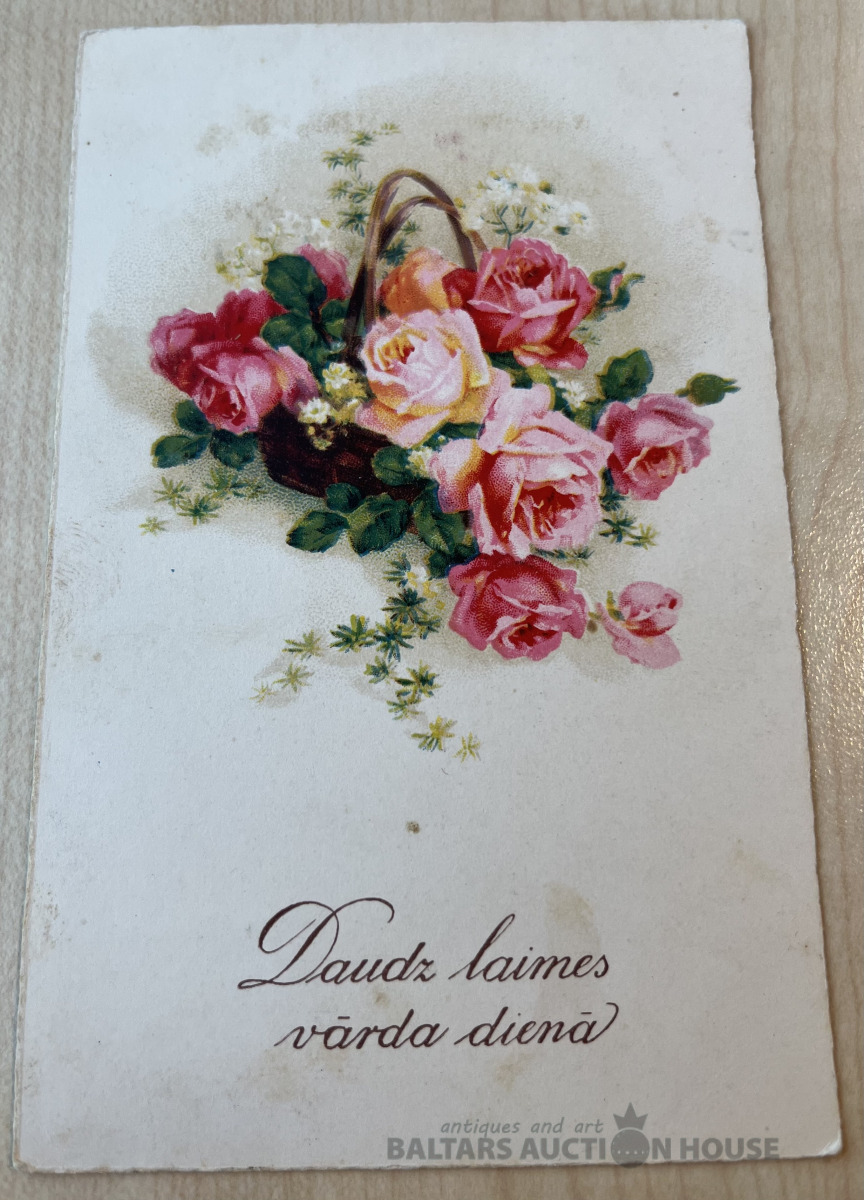 Daudz laimes
vārda dienā
antiques and art
BALTARS AUCTION HOUSE